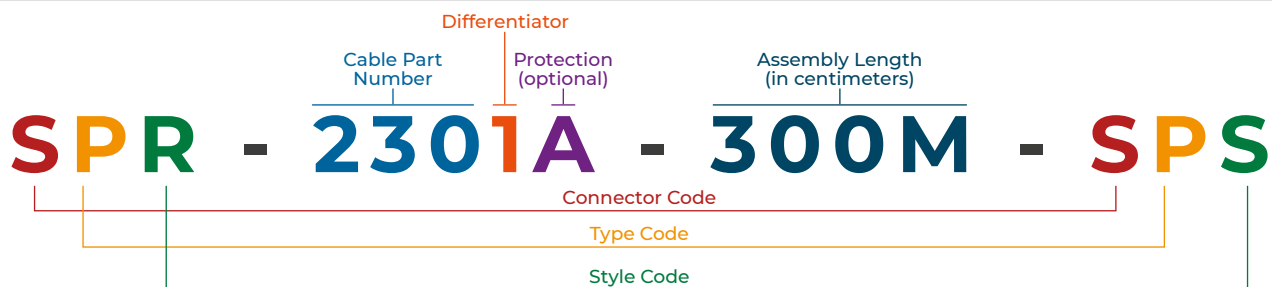 Differentiator
Cable Part
Number
Protection
(optional)
Assembly Length
(in centimeters)
SPR - 2301A - 300M - SPS
Connector Code
Type Code
Style Code